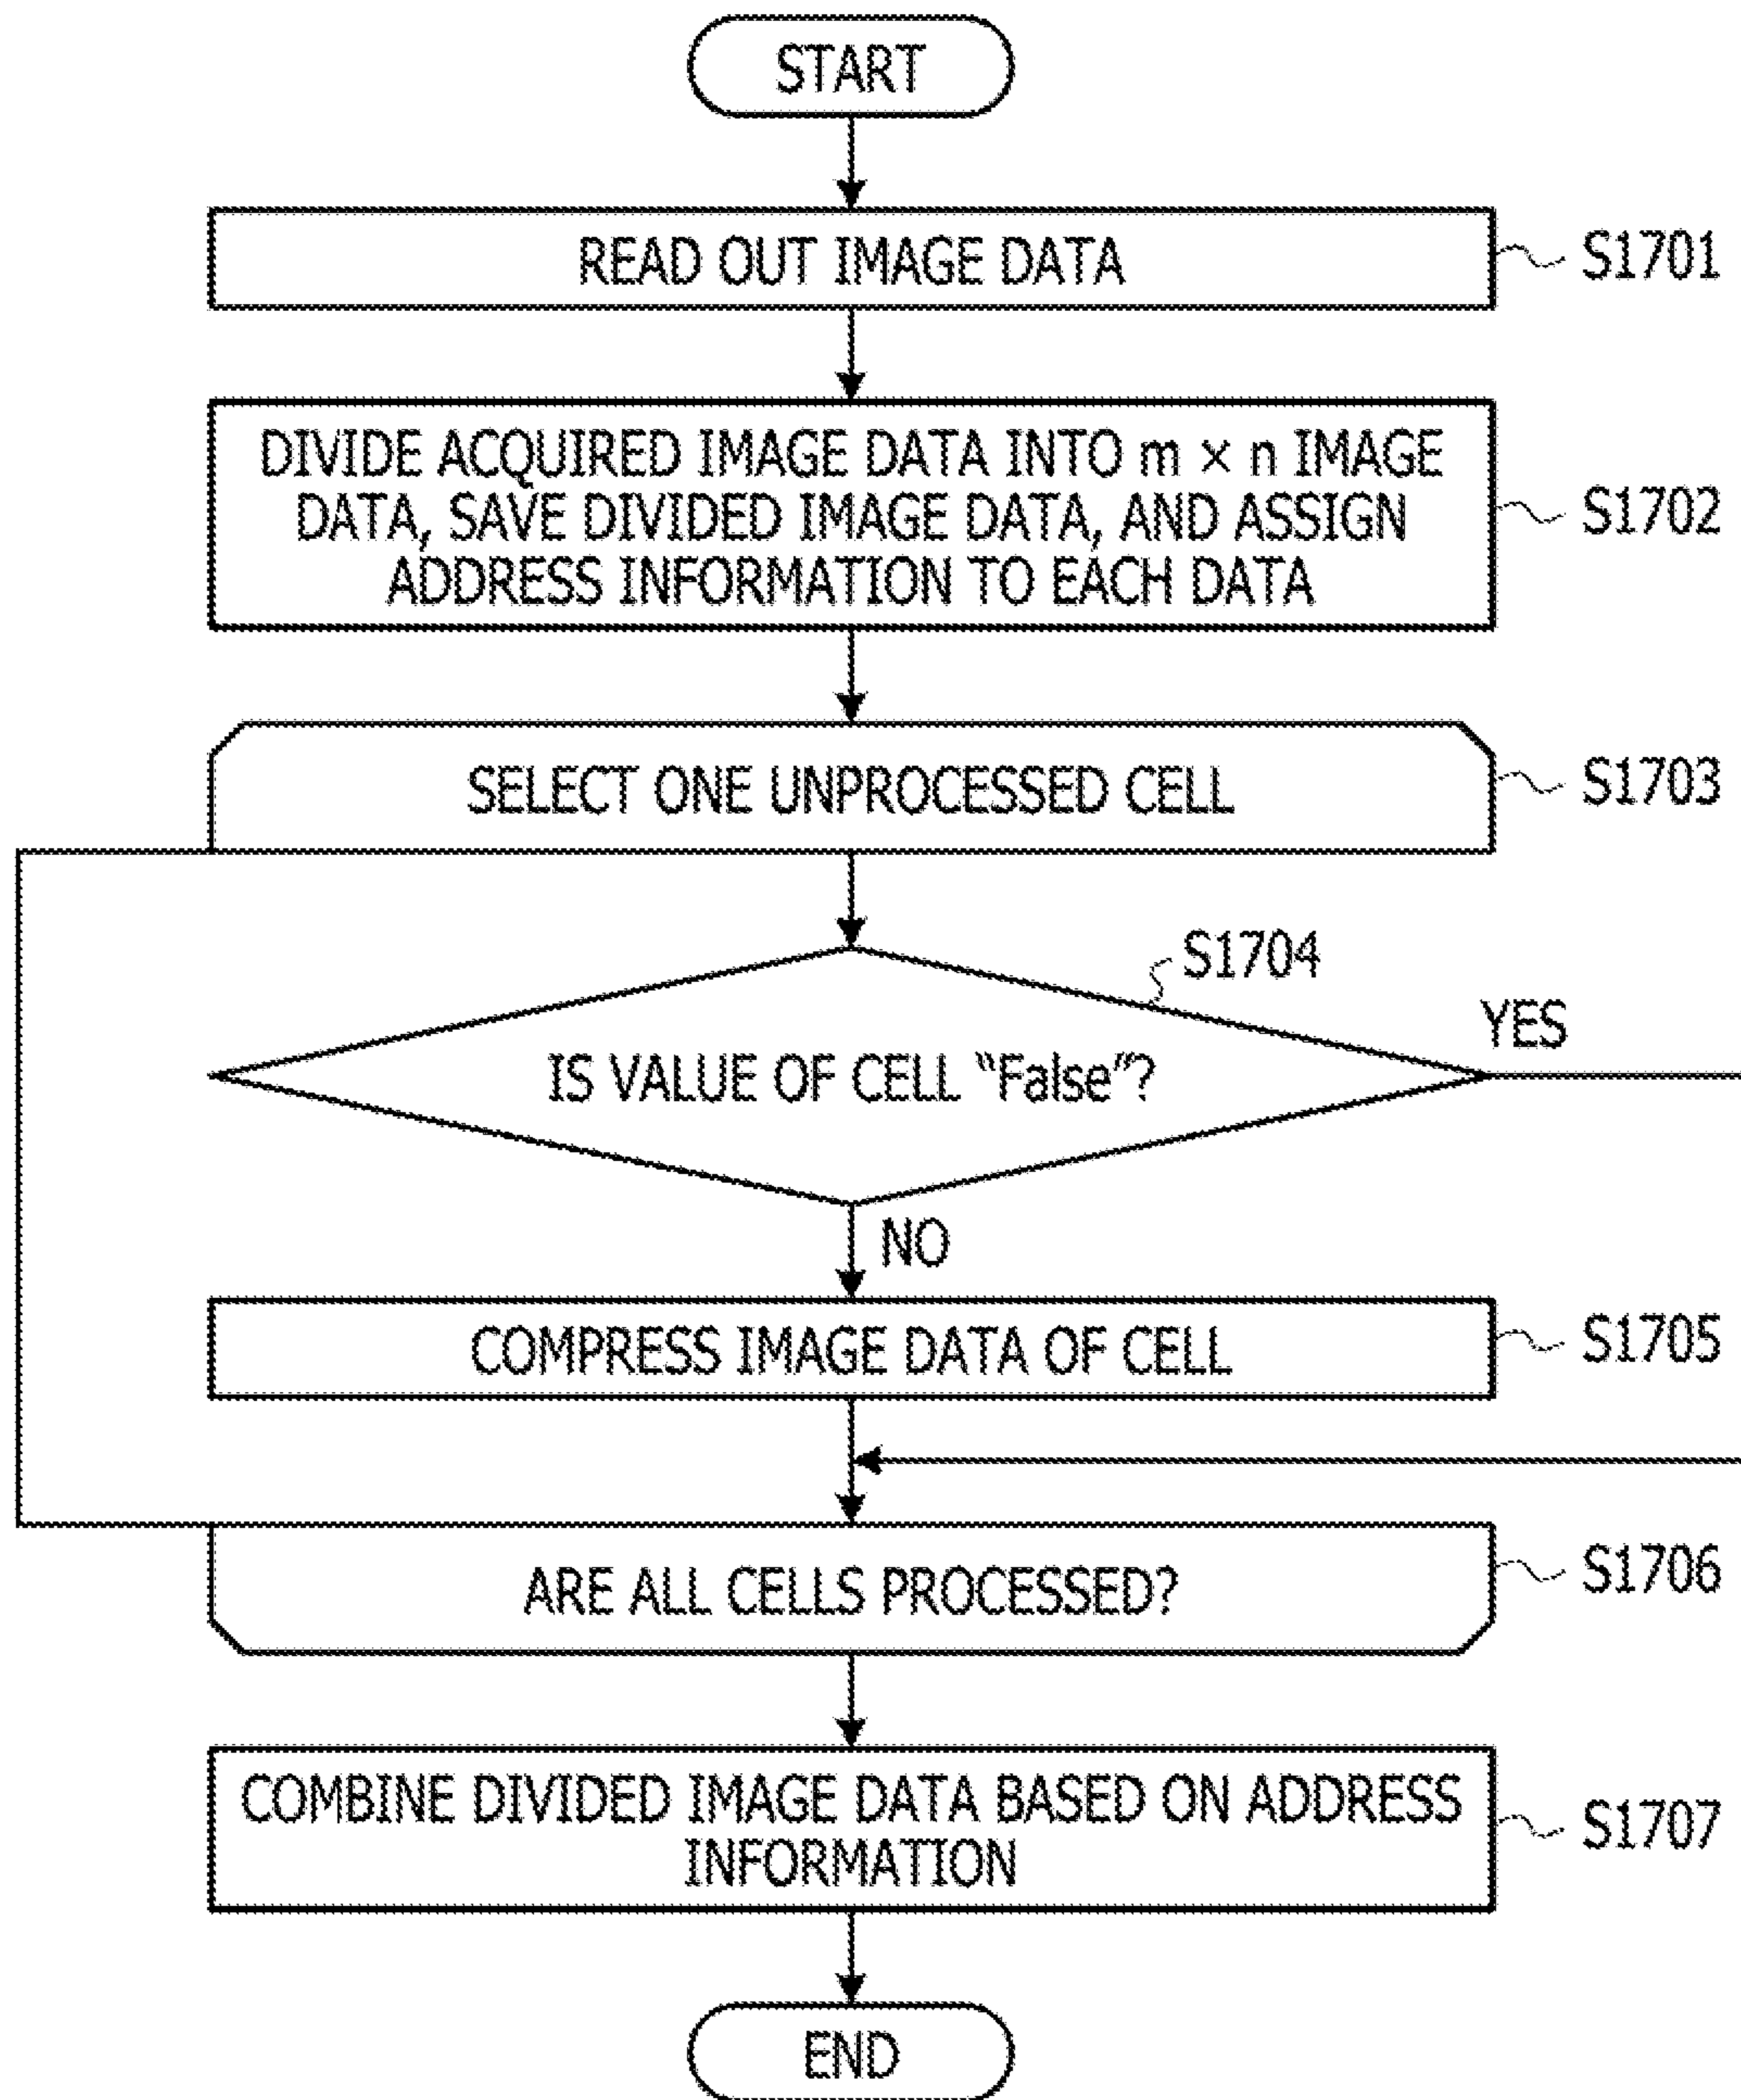 START
READ OUT IMAGE DATA
S1701
DIVIDE ACQUIRED IMAGE DATA INTO m × n IMAGE
DATA, SAVE DIVIDED IMAGE DATA, AND ASSIGN
ADDRESS INFORMATION TO EACH DATA
S1702
SELECT ONE UNPROCESSED CELL
S1703
S1704
IS VALUE OF CELL “False”?
YES
NO
COMPRESS IMAGE DATA OF CELL
S1705
ARE ALL CELLS PROCESSED?
S1706
COMBINE DIVIDED IMAGE DATA BASED ON ADDRESS
INFORMATION
S1707
END